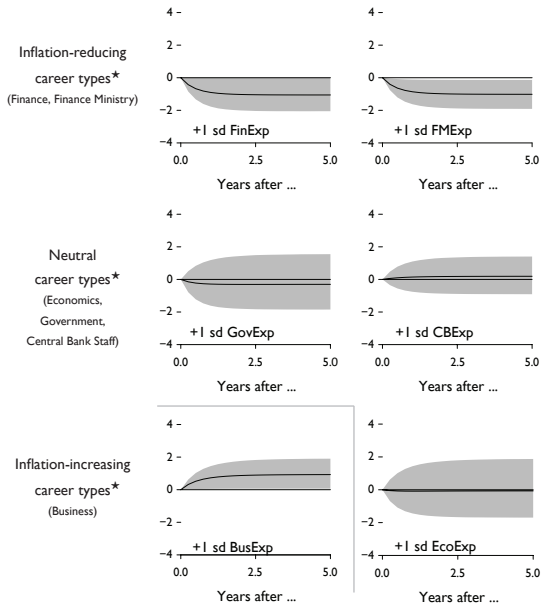 4
2
0
−2
−4
Inflation-reducing
career types★
(Finance, Finance Ministry)
+1 sd FinExp
0.0 2.5 5.0
Years after ...
4
2
0
−2
−4
+1 sd FMExp
0.0 2.5 5.0
Years after ...
Neutral
career types★
(Economics,
Government,
Central Bank Staff)
4
2
0
−2
−4
+1 sd GovExp
0.0 2.5 5.0
Years after ...
4
2
0
−2
−4
+1 sd CBExp
0.0 2.5 5.0
Years after ...
Inflation-increasing
career types★
(Business)
4
2
0
−2
−4
+1 sd BusExp
0.0 2.5 5.0
Years after ...
4
2
0
−2
−4
+1 sd EcoExp
0.0 2.5 5.0
Years after ...